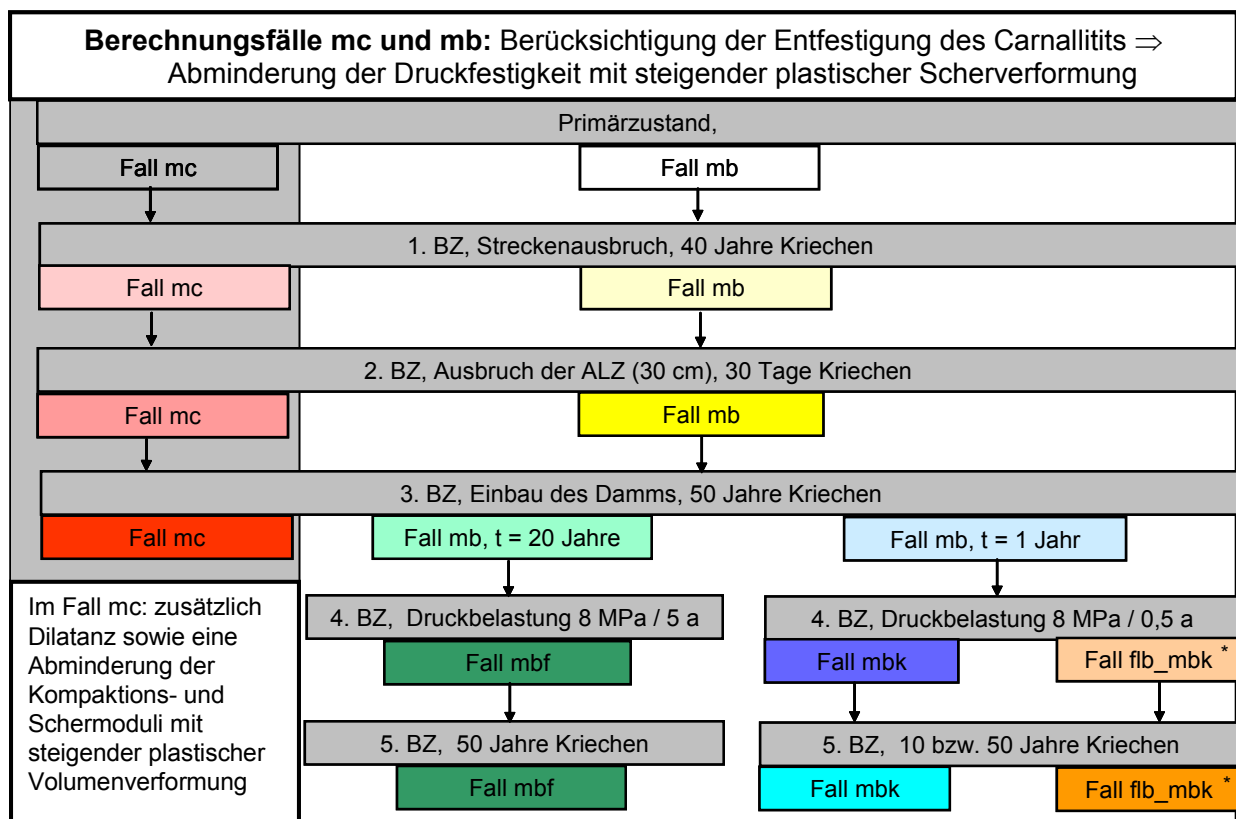 Berechnungsfälle mc und mb: Berücksichtigung der Entfestigung des Carnallitits ⇒
Abminderung der Druckfestigkeit mit steigender plastischer Scherverformung
Primärzustand,
Fall mc
Fall mb
1. BZ, Streckenausbruch, 40 Jahre Kriechen
Fall mc
Fall mb
2. BZ, Ausbruch der ALZ (30 cm), 30 Tage Kriechen
Fall mc
Fall mb
3. BZ, Einbau des Damms, 50 Jahre Kriechen
Fall mc
Fall mb, t = 20 Jahre
Fall mb, t = 1 Jahr
Im Fall mc: zusätzlich
Dilatanz sowie eine
Abminderung der
Kompaktions- und
Schermoduli mit
steigender plastischer
Volumenverformung
4. BZ, Druckbelastung 8 MPa / 5 a
Fall mbf
5. BZ, 50 Jahre Kriechen
Fall mbf
4. BZ, Druckbelastung 8 MPa / 0,5 a
Fall mbk
Fall flb_mbk *
5. BZ, 10 bzw. 50 Jahre Kriechen
Fall mbk
Fall flb_mbk *